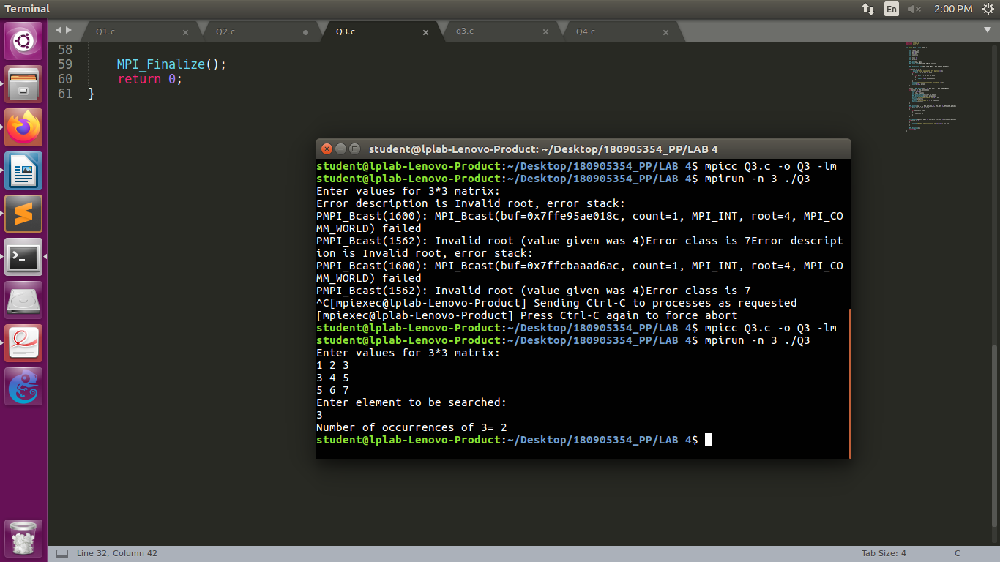 Terminal
En
2:00 PM
Q1.c
Q2.c
Q3.c
q3.c
Q4.c
58
59 MPI_Finalize();
60 return 0;
61 }
student@lplab-Lenovo-Product: ~/Desktop/180905354_PP/LAB 4
student@lplab-Lenovo-Product:~/Desktop/180905354_PP/LAB 4$ mpicc Q3.c -o Q3 -lm
student@lplab-Lenovo-Product:~/Desktop/180905354_PP/LAB 4$ mpirun -n 3 ./Q3
Enter values for 3*3 matrix:
Error description is Invalid root, error stack:
PMPI_Bcast(1600): MPI_Bcast(buf=0x7ffe95ae018c, count=1, MPI_INT, root=4, MPI_CO
MM_WORLD) failed
PMPI_Bcast(1562): Invalid root (value given was 4)Error class is 7Error descript
ion is Invalid root, error stack:
PMPI_Bcast(1600): MPI_Bcast(buf=0x7ffcbaaad6ac, count=1, MPI_INT, root=4, MPI_CO
MM_WORLD) failed
PMPI_Bcast(1562): Invalid root (value given was 4)Error class is 7
^C[mpiexec@lplab-Lenovo-Product] Sending Ctrl-C to processes as requested
[mpiexec@lplab-Lenovo-Product] Press Ctrl-C again to force abort
student@lplab-Lenovo-Product:~/Desktop/180905354_PP/LAB 4$ mpicc Q3.c -o Q3 -lm
student@lplab-Lenovo-Product:~/Desktop/180905354_PP/LAB 4$ mpirun -n 3 ./Q3
Enter values for 3*3 matrix:
1 2 3
3 4 5
5 6 7
Enter element to be searched:
3
Number of occurrences of 3= 2
student@lplab-Lenovo-Product:~/Desktop/180905354_PP/LAB 4$
Line 32, Column 42
Tab Size: 4
C